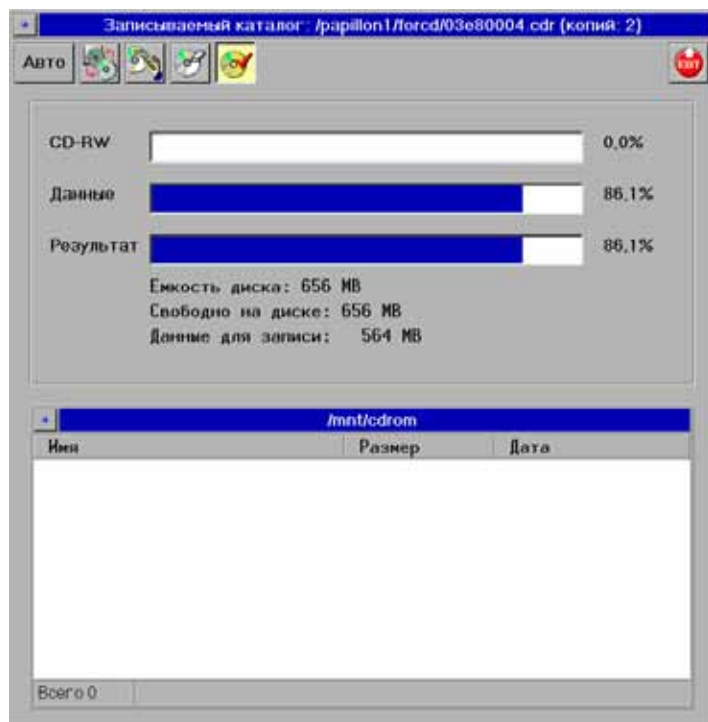 Записываемый каталог: /papillon1/forcd/03e80004.cdr (копия: 2)
Авто EXIT
CD-RW 0,0%
Данные 86,1%
Результат 86,1%
Емкость диска: 656 MB
Свободно на диске: 656 MB
Данные для записи: 564 MB
/mnt/cdrom
Имя Размер Дата
Всего 0